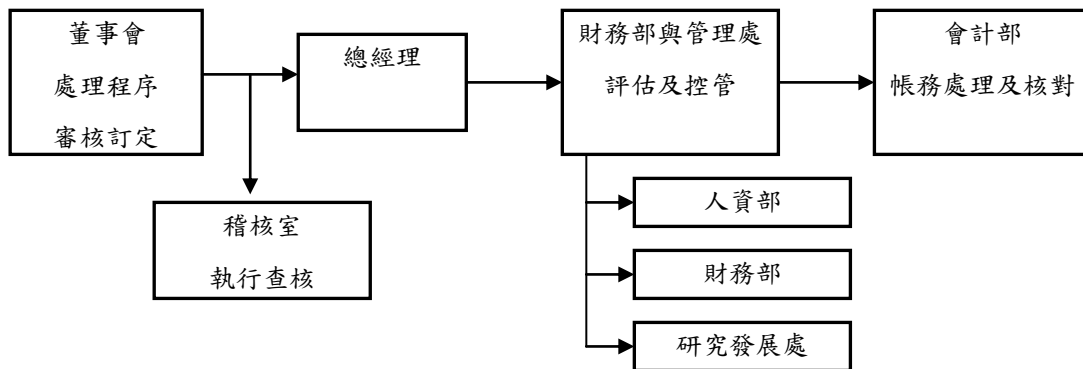 董事會
處理程序
審核訂定
總經理
財務部與管理處
評估及控管
會計部
帳務處理及核對
稽核室
執行查核
人資部
財務部
研究發展處